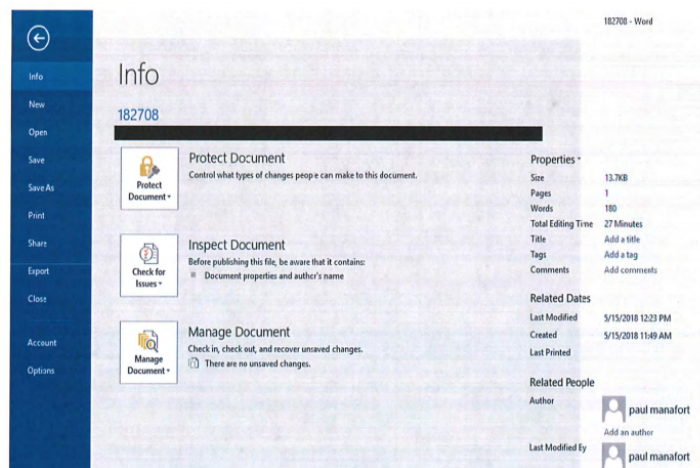 182708 - Word
Info
New
Open
Save
Save As
Print
Share
Export
Close
Account
Options
Info
182708
Protect Document
Control what types of changes people can make to this document.
Protect
Document
Inspect Document
Before publishing this file, be aware that it contains:
Document properties and author's name
Check for
Issues
Manage Document
Check in, check out, and recover unsaved changes.
There are no unsaved changes.
Manage
Document
Properties
Size 13.7KB
Pages 1
Words 180
Total Editing Time 27 Minutes
Title Add a title
Tags Add a tag
Comments Add comments
Related Dates
Last Modified 5/15/2018 12:23 PM
Created 5/15/2018 11:49 AM
Last Printed
Related People
Author paul manafort
Add an author
Last Modified By paul manafort